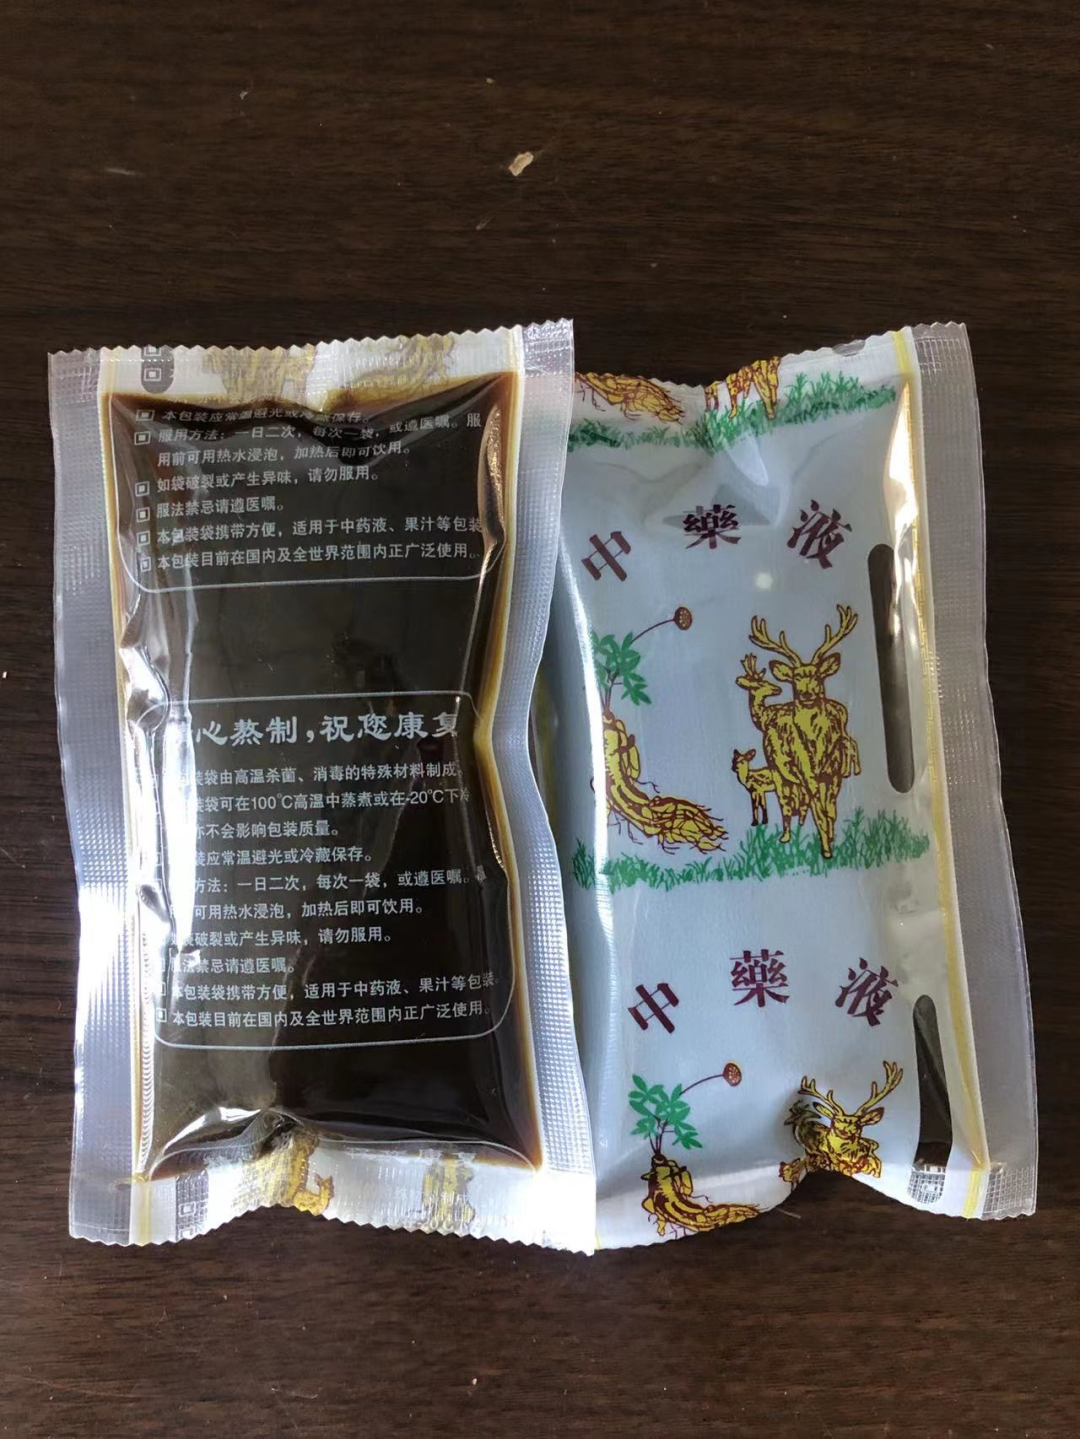 本包装应常温避光或冷藏保存。
服用方法：一日二次，每次一袋，或遵医嘱。服
用前可用热水浸泡，加热后即可饮用。
如袋破裂或产生异味，请勿服用。
服法禁忌请遵医嘱。
本包装袋携带方便，适用于中药液、果汁等包装
本包装目前在国内及全世界范围内正广泛使用。
心熬制，祝您康复
装袋由高温杀菌、消毒的特殊材料制成。
装袋可在100℃高温中蒸煮或在-20℃下冷
亦不会影响包装质量。
装应常温避光或冷藏保存。
方法：一日二次，每次一袋，或遵医嘱。
可用热水浸泡，加热后即可饮用。
如袋破裂或产生异味，请勿服用。
服法禁忌请遵医嘱。
本包装袋携带方便，适用于中药液、果汁等包装。
本包装目前在国内及全世界范围内正广泛使用。
中藥液
中藥液